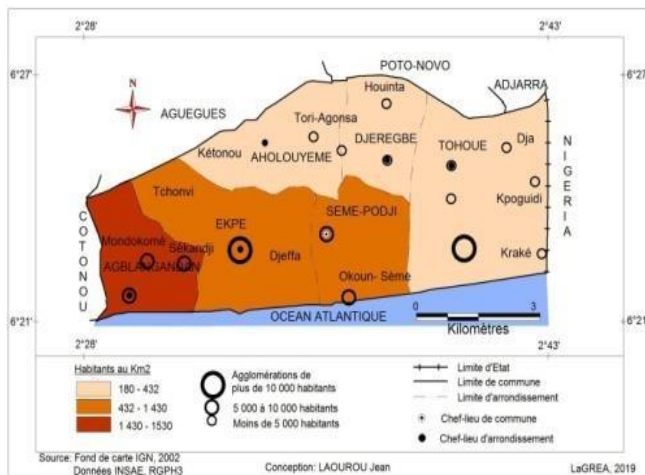 2°28' 2°43'
POTO-NOVO
6°27' 6°27'
N
Houinta
ADJARRA
AGUEGUES
Tori-Agonsa
DJEREGBE TOHOUE Dja
Kétonou AHOLOUYEME
NIGERIA
Tchonvi
Kpoguidi
SEME-PODJI
COTONOU
EKPE
Mondokomé Sékandji
Djeffa
Kraké
AGBLANGANDAN
Okoun- Sèmè
0 3
OCEAN ATLANTIQUE
Kilomètres
6°21' 6°21'
2°28' 2°43'
Habitants au Km2
180 - 432
432 - 1 430
1 430 - 1530
Agglomérations de
plus de 10 000 habitants
5 000 à 10 000 habitants
Moins de 5 000 habitants
Limite d'Etat
Limite de commune
Limite d'arrondissement
Chef-lieu de commune
Chef-lieu d'arrondissement
Source: Fond de carte IGN, 2002
Données INSAE, RGPH3
Conception: LAOUROU Jean
LaGREA, 2019